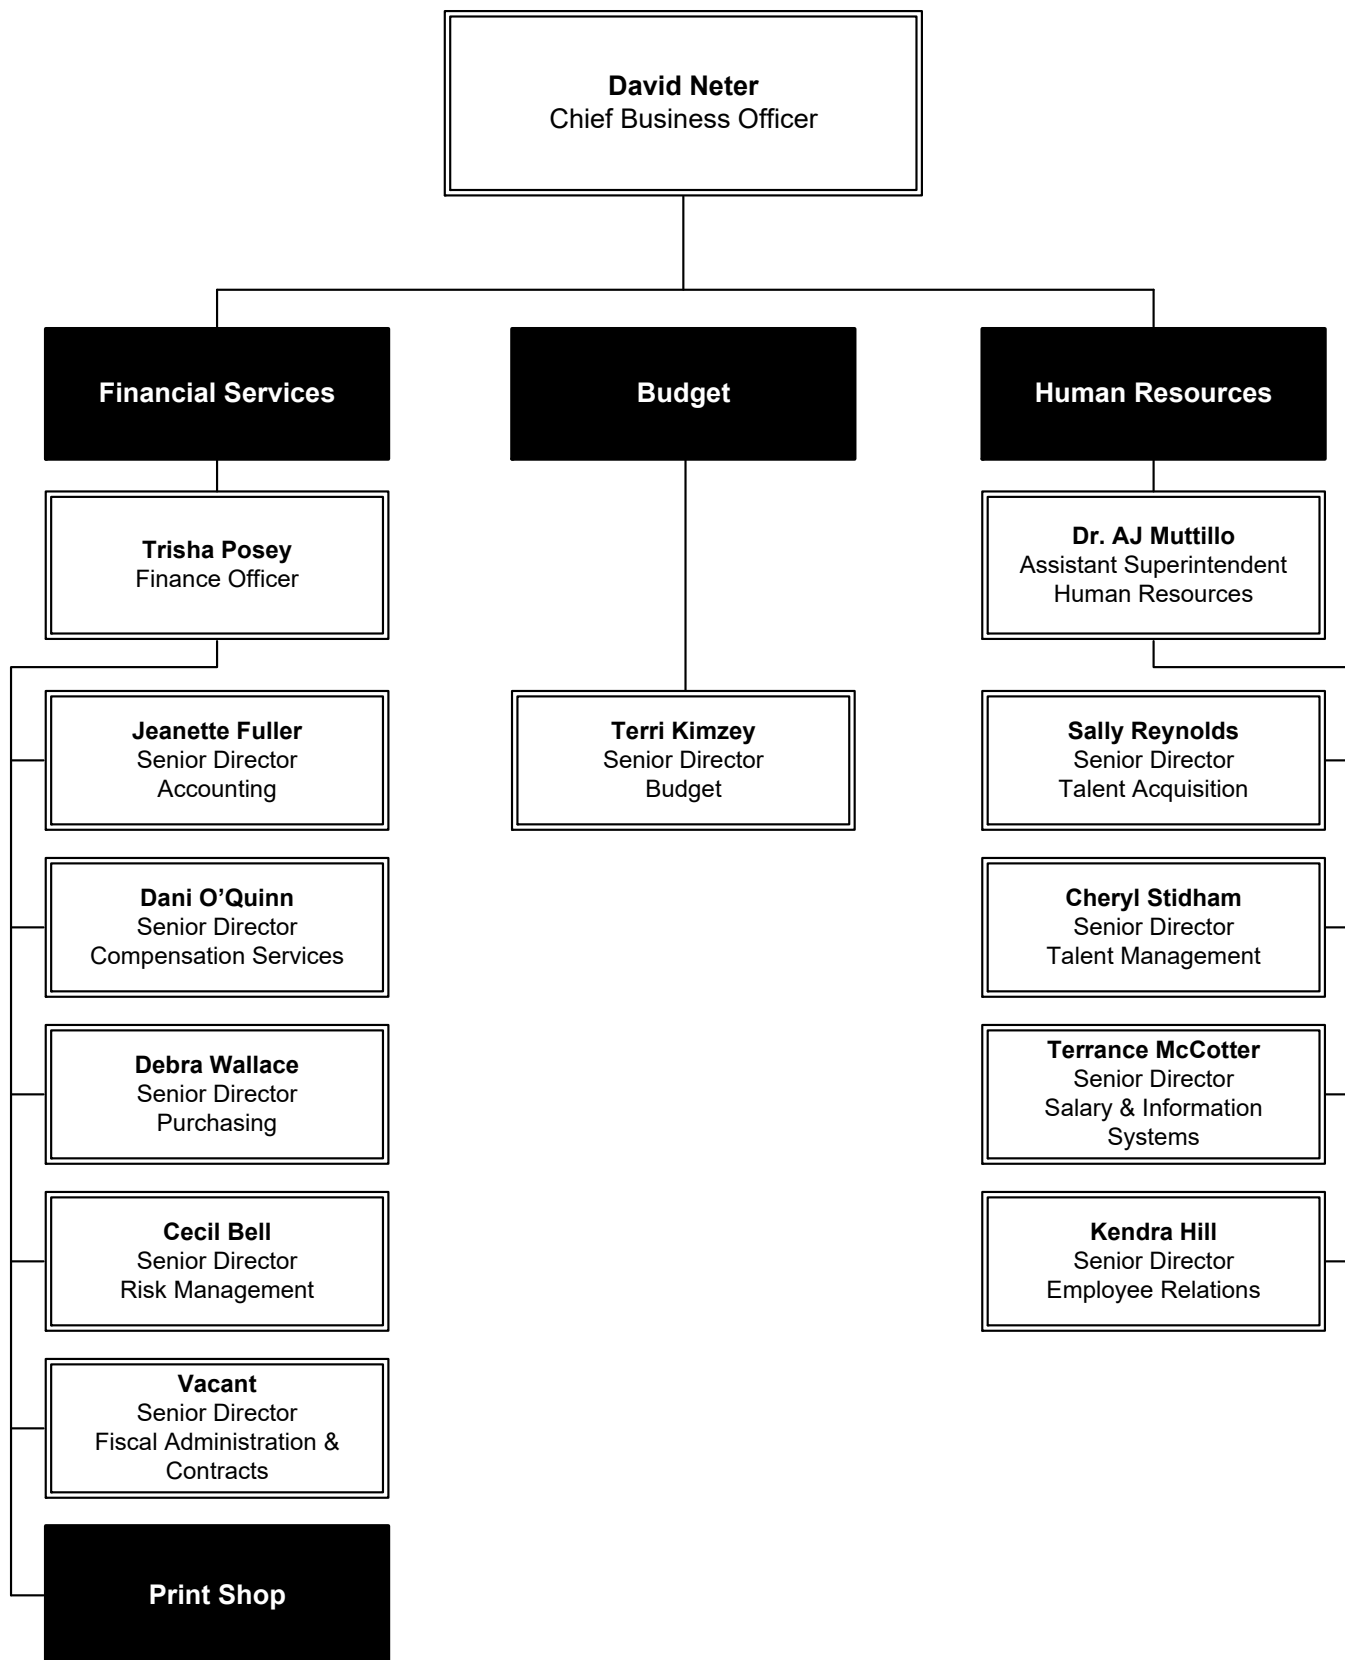 David Neter
Chief Business Officer
Financial Services
Budget
Human Resources
Trisha Posey
Finance Officer
Dr. AJ Muttillo
Assistant Superintendent
Human Resources
Jeanette Fuller
Senior Director
Accounting
Terri Kimzey
Senior Director
Budget
Sally Reynolds
Senior Director
Talent Acquisition
Dani O’Quinn
Senior Director
Compensation Services
Cheryl Stidham
Senior Director
Talent Management
Debra Wallace
Senior Director
Purchasing
Terrance McCotter
Senior Director
Salary & Information
Systems
Cecil Bell
Senior Director
Risk Management
Kendra Hill
Senior Director
Employee Relations
Vacant
Senior Director
Fiscal Administration &
Contracts
Print Shop